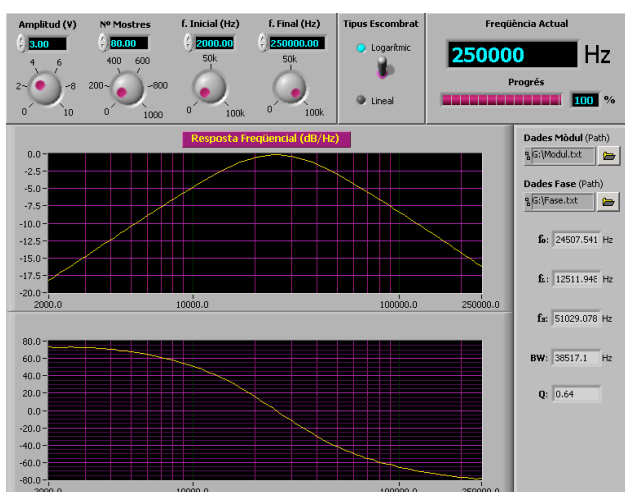 Amplitud (V)
Nº Mostres
f. Inicial (Hz)
f. Final (Hz)
Tipus Escombrat
Freqüència Actual
3.00
80.00
2000.00
250000.00
4 6
400 600
50k
50k
Logarítmic
250000 Hz
2 8
200 800
Progrés
0 10
0 1000
0 100k
0 100k
Lineal
100 %
Resposta Freqüencial (dB/Hz)
0.0
-2.5
-5.0
-7.5
-10.0
-12.5
-15.0
-17.5
-20.0
2000.0
10000.0
100000.0
250000.0
80.0
60.0
40.0
20.0
0.0
-20.0
-40.0
-60.0
-80.0
2000.0
10000.0
100000.0
250000.0
Dades Mòdul (Path)
G:\Modul.txt
Dades Fase (Path)
G:\Fase.txt
fo: 24507.541 Hz
fL: 12511.948 Hz
fH: 51029.078 Hz
BW: 38517.1 Hz
Q: 0.64